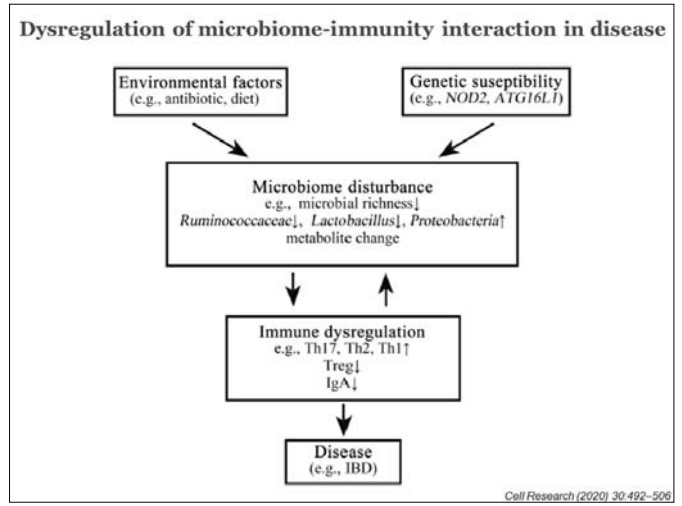 Dysregulation of microbiome-immunity interaction in disease
Environmental factors
(e.g., antibiotic, diet)
Genetic suseptibility
(e.g., NOD2, ATG16L1)
Microbiome disturbance
e.g., microbial richness↓
Ruminococcaceae↓, Lactobacillus↓, Proteobacteria↑
metabolite change
Immune dysregulation
e.g., Th17, Th2, Th1↑
Treg↓
IgA↓
Disease
(e.g., IBD)
Cell Research (2020) 30:492–506